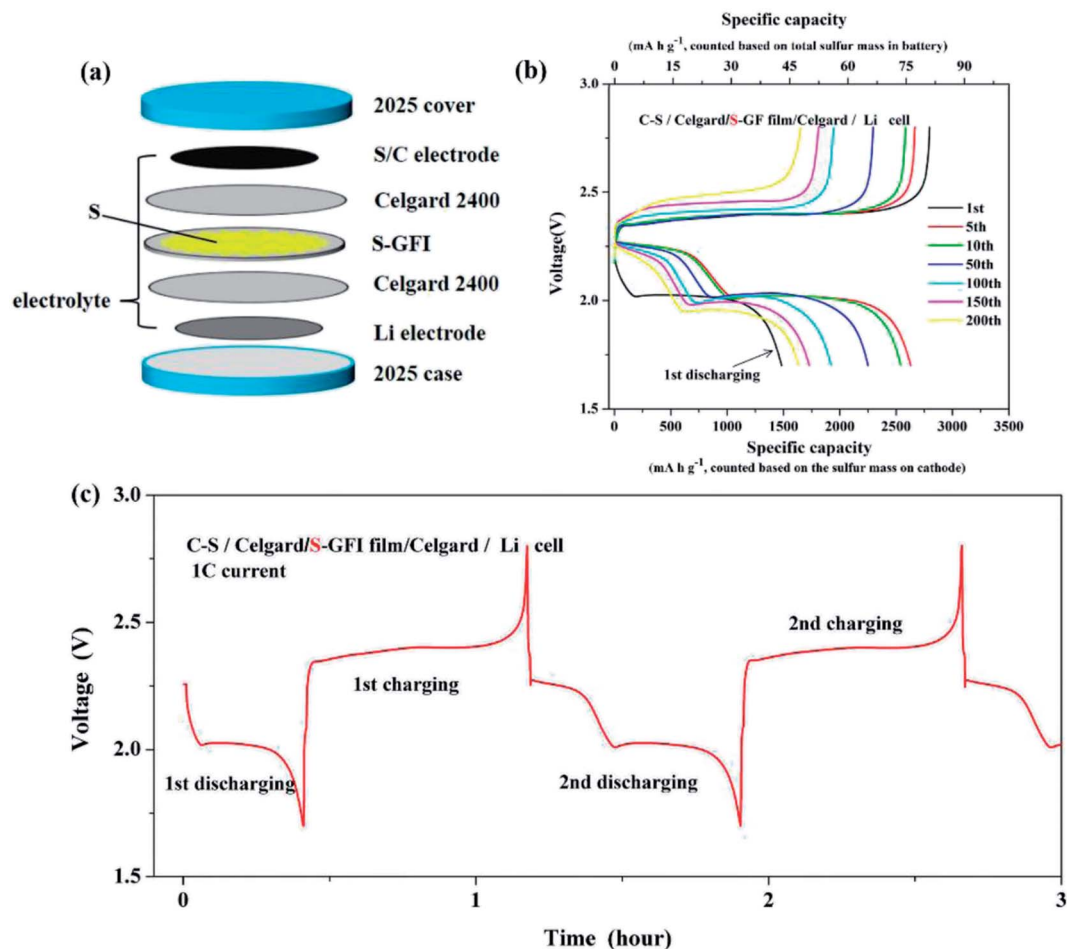 (a)
2025 cover
S/C electrode
Celgard 2400
S
S-GFI
Celgard 2400
electrolyte
Li electrode
2025 case
(b)
Specific capacity
(mA h g⁻¹, counted based on total sulfur mass in battery)
0 15 30 45 60 75 90
3.0
C-S / Celgard/S-GF film/Celgard / Li cell
2.5
Voltage(V)
1st
5th
10th
50th
100th
150th
200th
2.0
1st discharging
1.5
0 500 1000 1500 2000 2500 3000 3500
Specific capacity
(mA h g⁻¹, counted based on the sulfur mass on cathode)
(c)
3.0
C-S / Celgard/S-GFI film/Celgard / Li cell
1C current
2.5
2nd charging
1st charging
Voltage (V)
2.0
1st discharging
2nd discharging
1.5
0 1 2 3
Time (hour)